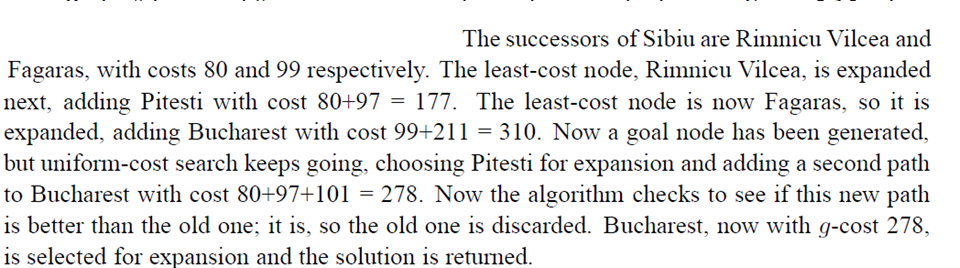 The successors of Sibiu are Rimnicu Vilcea and
Fagaras, with costs 80 and 99 respectively. The least-cost node, Rimnicu Vilcea, is expanded
next, adding Pitesti with cost 80+97 = 177. The least-cost node is now Fagaras, so it is
expanded, adding Bucharest with cost 99+211 = 310. Now a goal node has been generated,
but uniform-cost search keeps going, choosing Pitesti for expansion and adding a second path
to Bucharest with cost 80+97+101 = 278. Now the algorithm checks to see if this new path
is better than the old one; it is, so the old one is discarded. Bucharest, now with g-cost 278,
is selected for expansion and the solution is returned.